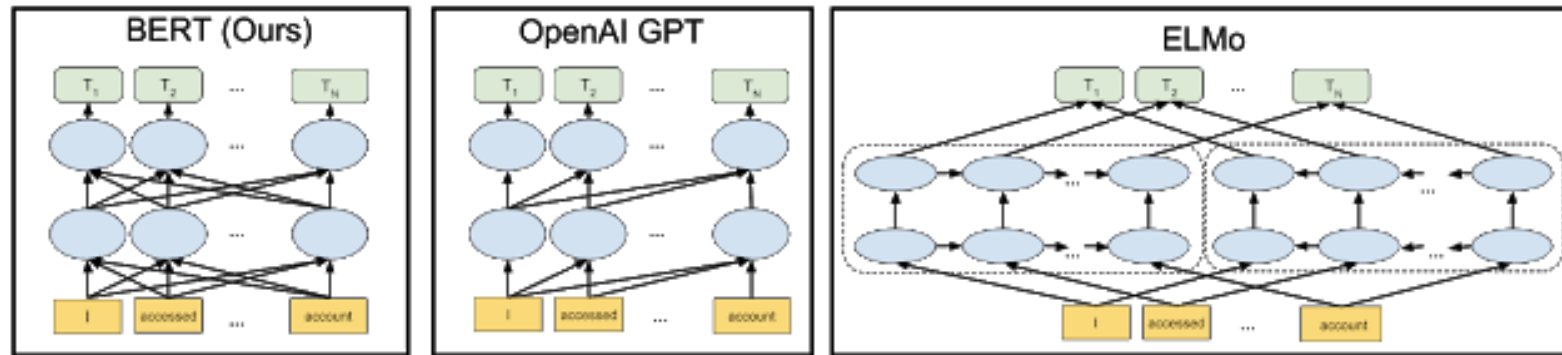 BERT (Ours)
T1 T2 ... TN
...
...
I accessed ... account
OpenAI GPT
T1 T2 ... TN
...
...
I accessed ... account
ELMo
T1 T2 ... TN
... ...
... ...
I accessed ... account